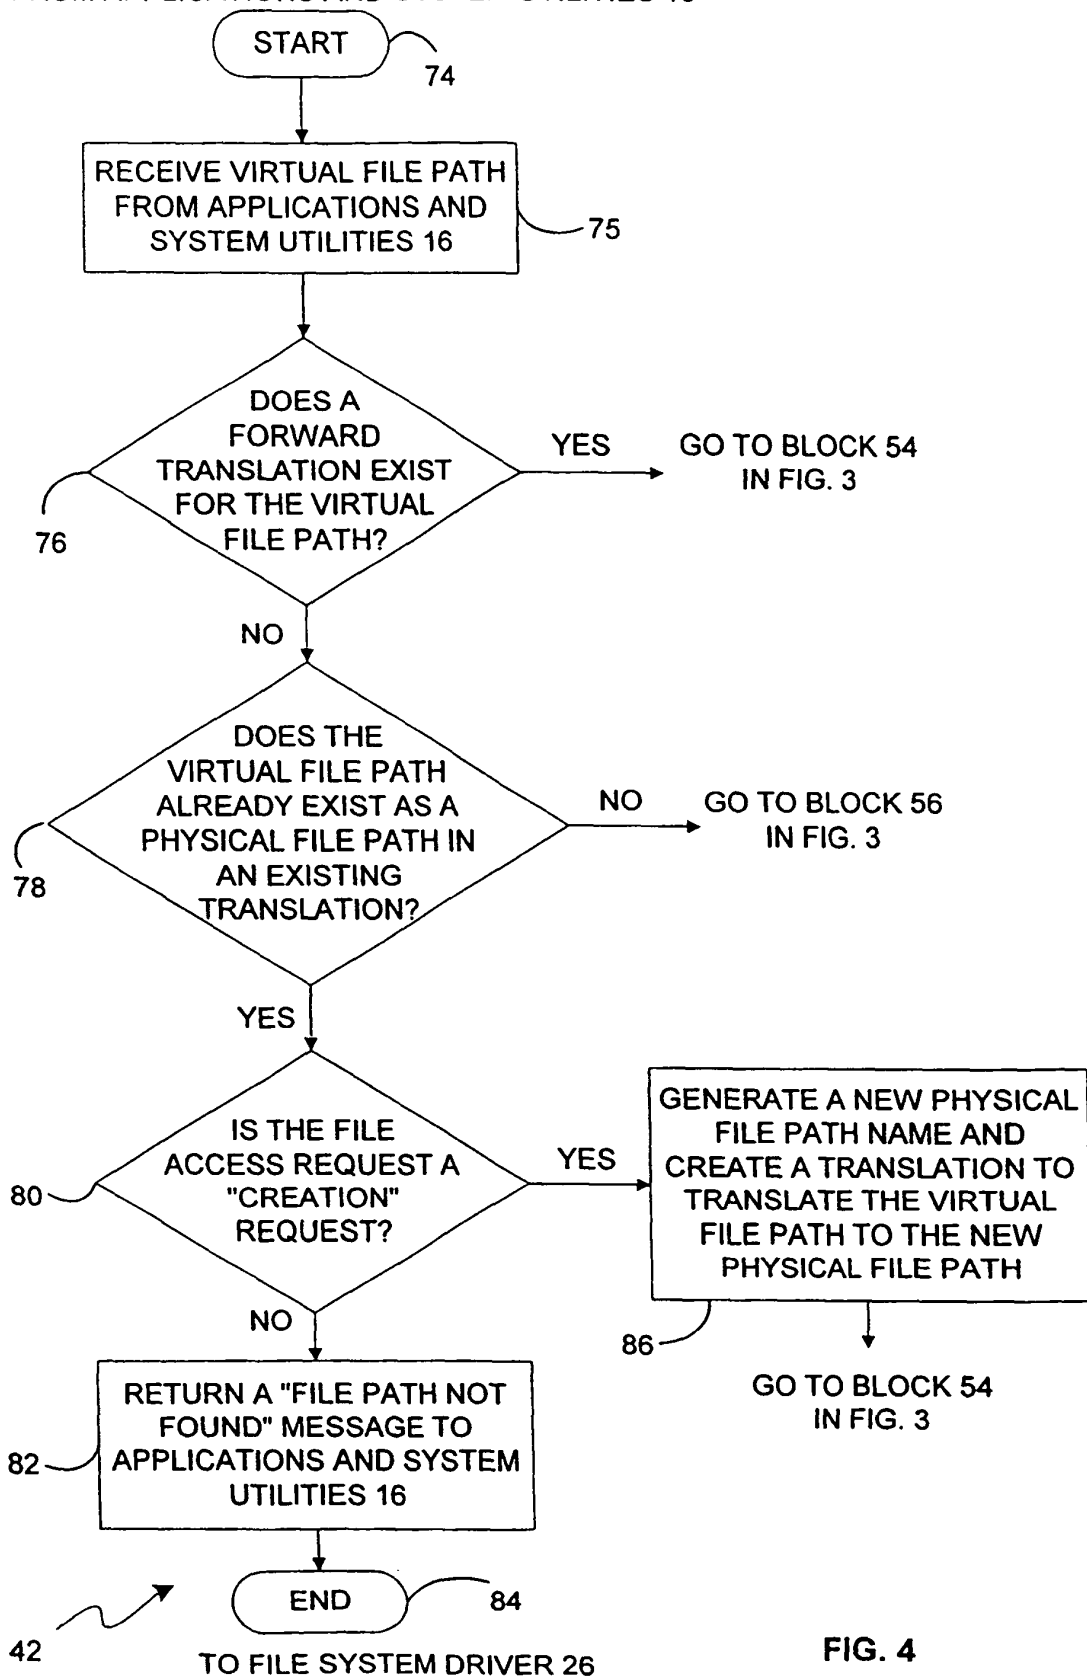 START
74
RECEIVE VIRTUAL FILE PATH
FROM APPLICATIONS AND
SYSTEM UTILITIES 16
75
DOES A
FORWARD
TRANSLATION EXIST
FOR THE VIRTUAL
FILE PATH?
76
YES
GO TO BLOCK 54
IN FIG. 3
NO
DOES THE
VIRTUAL FILE PATH
ALREADY EXIST AS A
PHYSICAL FILE PATH IN
AN EXISTING
TRANSLATION?
78
NO
GO TO BLOCK 56
IN FIG. 3
YES
IS THE FILE
ACCESS REQUEST A
"CREATION"
REQUEST?
80
YES
GENERATE A NEW PHYSICAL
FILE PATH NAME AND
CREATE A TRANSLATION TO
TRANSLATE THE VIRTUAL
FILE PATH TO THE NEW
PHYSICAL FILE PATH
86
GO TO BLOCK 54
IN FIG. 3
NO
RETURN A "FILE PATH NOT
FOUND" MESSAGE TO
APPLICATIONS AND SYSTEM
UTILITIES 16
82
END
84
42
TO FILE SYSTEM DRIVER 26
FIG. 4